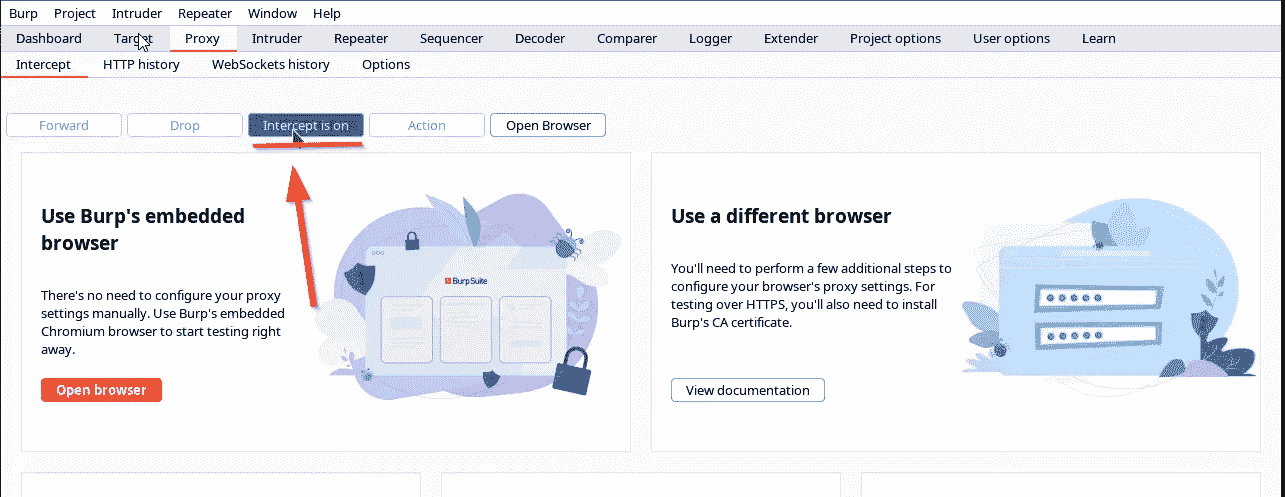 Burp Project Intruder Repeater Window Help
Dashboard Target Proxy Intruder Repeater Sequencer Decoder Comparer Logger Extender Project options User options Learn
Intercept HTTP history WebSockets history Options
Forward Drop Intercept is on Action Open Browser
Use Burp's embedded
browser
There's no need to configure your proxy
settings manually. Use Burp's embedded
Chromium browser to start testing right
away.
Open browser
BurpSuite
Use a different browser
You'll need to perform a few additional steps to
configure your browser's proxy settings. For
testing over HTTPS, you'll also need to install
Burp's CA certificate.
View documentation